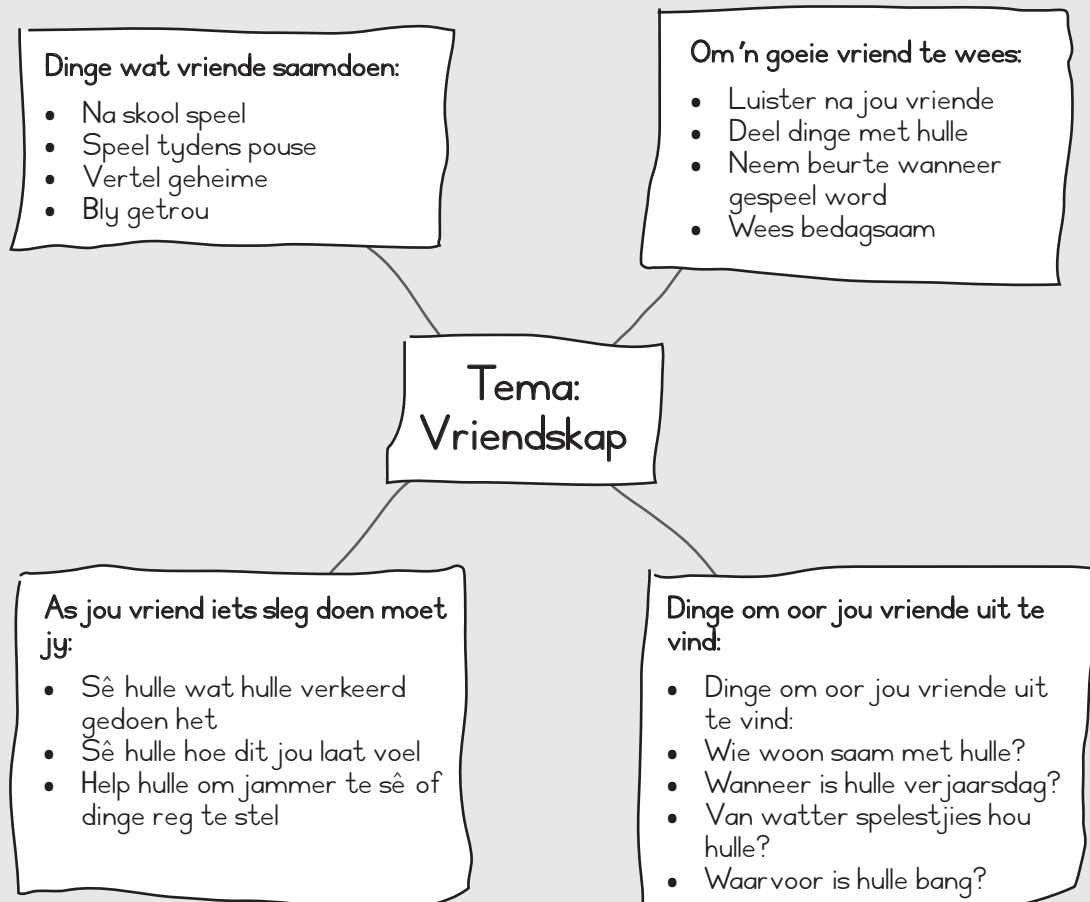 Dinge wat vriende saamdoen:
• Na skool speel
• Speel tydens pouse
• Vertel geheime
• Bly getrou
Om 'n goeie vriend te wees:
• Luister na jou vriende
• Deel dinge met hulle
• Neem beurte wanneer
gespeel word
• Wees bedagsaam
Tema:
Vriendskap
As jou vriend iets sleg doen moet
jy:
• Sê hulle wat hulle verkeerd
gedoen het
• Sê hulle hoe dit jou laat voel
• Help hulle om jammer te sê of
dinge reg te stel
Dinge om oor jou vriende uit te
vind:
• Dinge om oor jou vriende uit
te vind:
• Wie woon saam met hulle?
• Wanneer is hulle verjaarsdag?
• Van watter spelestjies hou
hulle?
• Waarvoor is hulle bang?